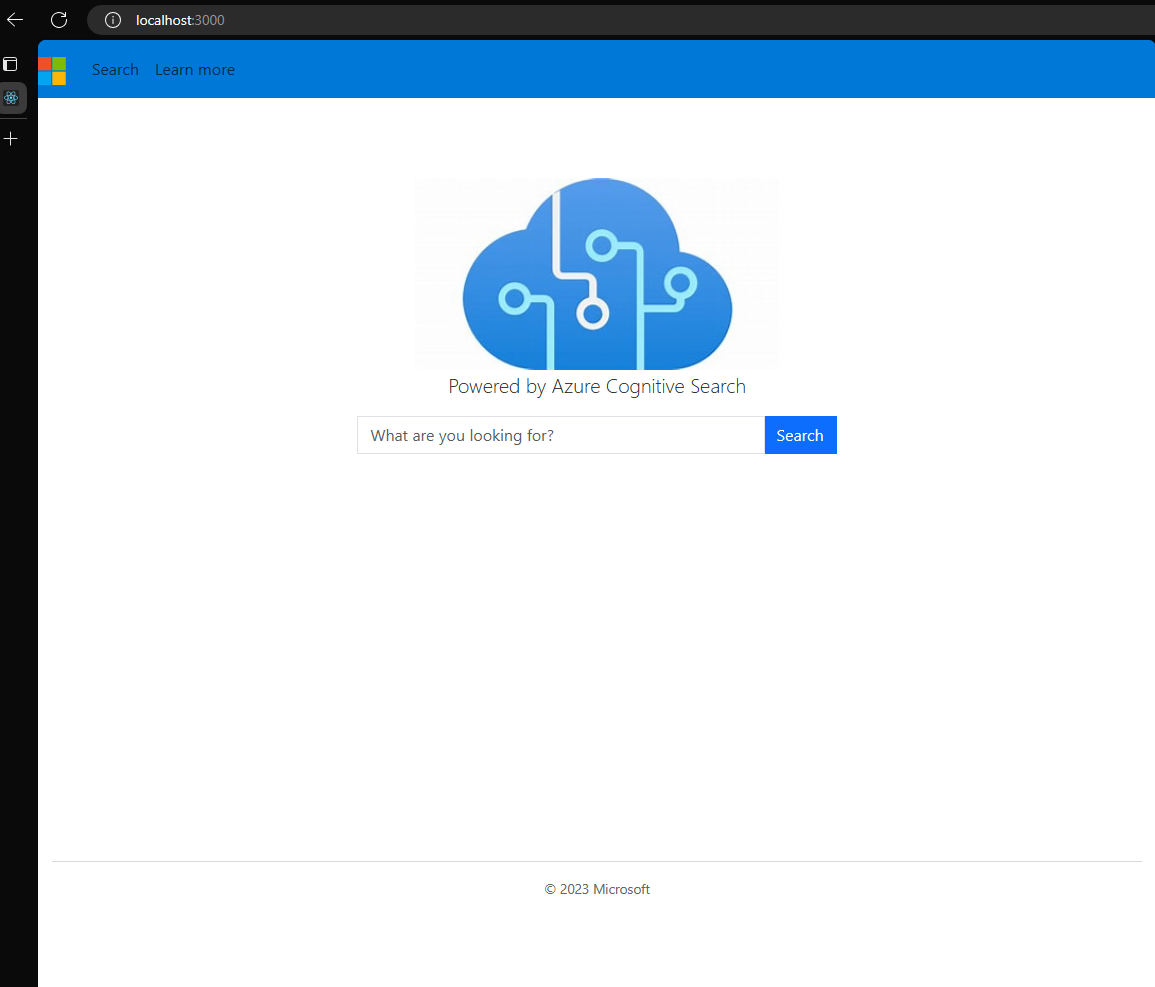 localhost:3000
Search Learn more
Powered by Azure Cognitive Search
What are you looking for? Search
© 2023 Microsoft